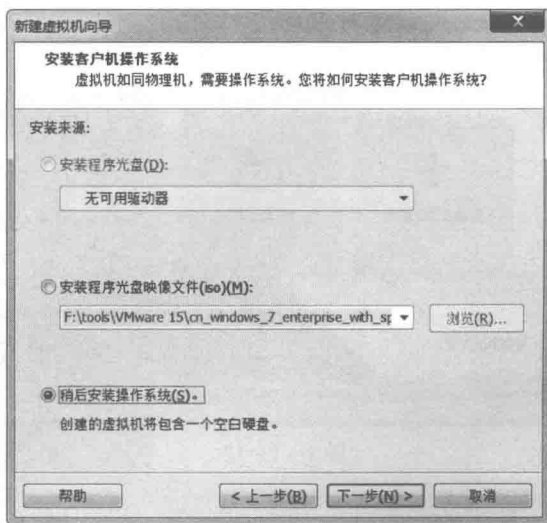 新建虚拟机向导
安装客户机操作系统
虚拟机如同物理机，需要操作系统。您将如何安装客户机操作系统?
安装来源:
安装程序光盘(D):
无可用驱动器
安装程序光盘映像文件(iso)(M):
F:\tools\VMware 15\cn_windows_7_enterprise_with_sp
浏览(R)...
稍后安装操作系统(S)。
创建的虚拟机将包含一个空白硬盘。
帮助
< 上一步(B)
下一步(N) >
取消